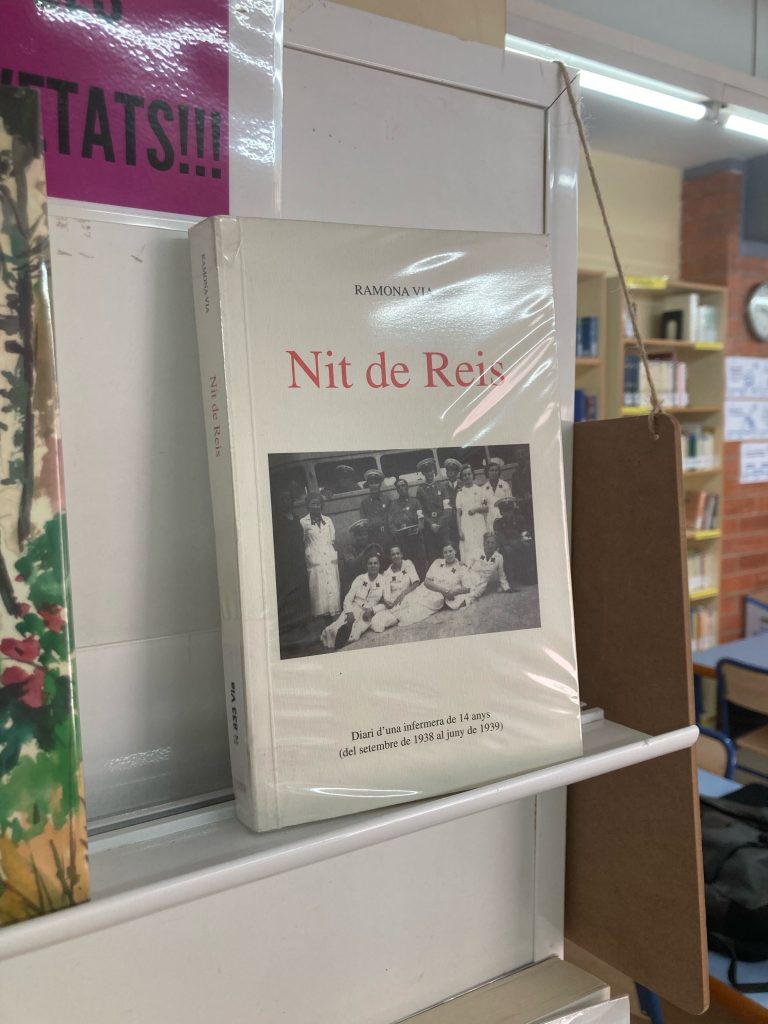 ETATS!!!
RAMONA VIA
Nit de Reis
Diari d'una infermera de 14 anys
(del setembre de 1938 al juny de 1939)
RAMONA VIA
Nit de Reis